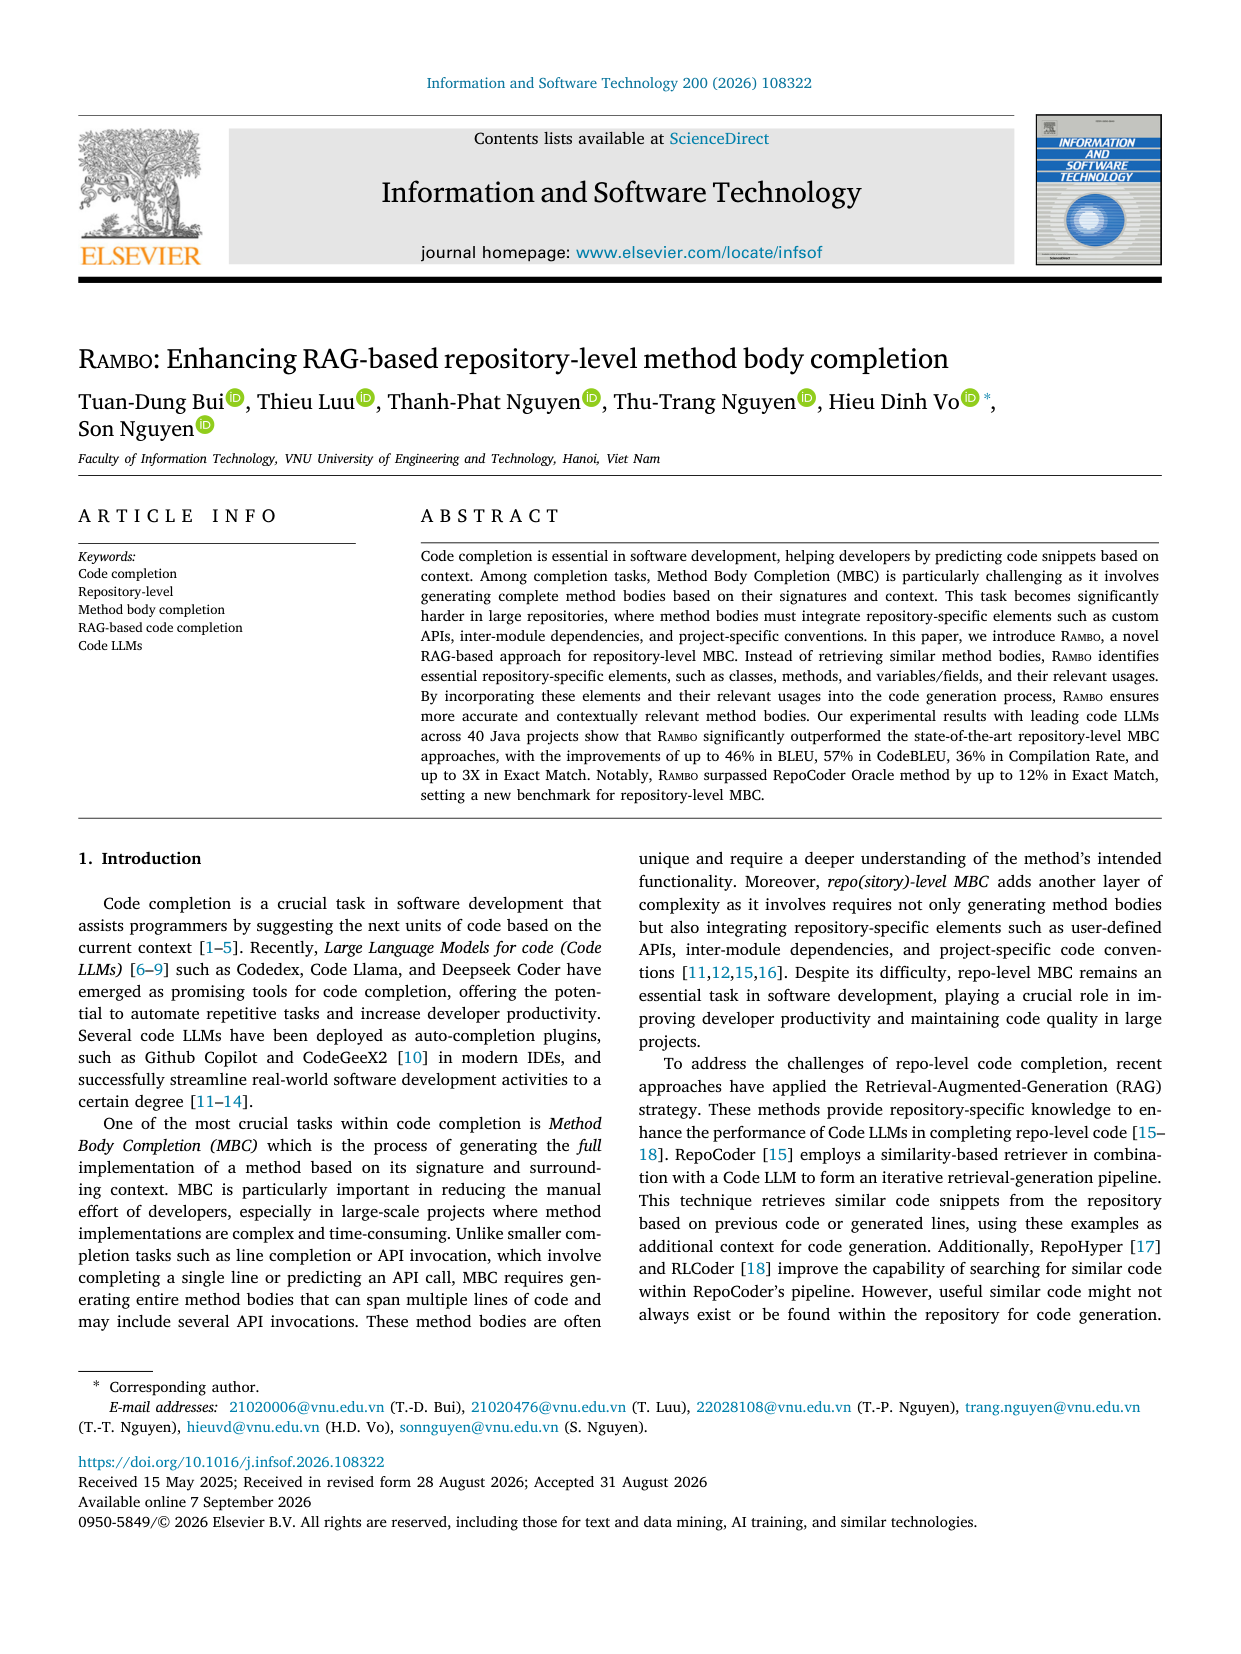 Information and Software Technology 200 (2026) 108322
Contents lists available at ScienceDirect
Information and Software Technology
journal homepage: www.elsevier.com/locate/infsof
ELSEVIER
INFORMATION
AND
SOFTWARE
TECHNOLOGY
RAMBO: Enhancing RAG-based repository-level method body completion
Tuan-Dung Bui, Thieu Luu, Thanh-Phat Nguyen, Thu-Trang Nguyen, Hieu Dinh Vo *,
Son Nguyen
Faculty of Information Technology, VNU University of Engineering and Technology, Hanoi, Viet Nam
ARTICLE INFO
Keywords:
Code completion
Repository-level
Method body completion
RAG-based code completion
Code LLMs
ABSTRACT
Code completion is essential in software development, helping developers by predicting code snippets based on
context. Among completion tasks, Method Body Completion (MBC) is particularly challenging as it involves
generating complete method bodies based on their signatures and context. This task becomes significantly
harder in large repositories, where method bodies must integrate repository-specific elements such as custom
APIs, inter-module dependencies, and project-specific conventions. In this paper, we introduce RAMBO, a novel
RAG-based approach for repository-level MBC. Instead of retrieving similar method bodies, RAMBO identifies
essential repository-specific elements, such as classes, methods, and variables/fields, and their relevant usages.
By incorporating these elements and their relevant usages into the code generation process, RAMBO ensures
more accurate and contextually relevant method bodies. Our experimental results with leading code LLMs
across 40 Java projects show that RAMBO significantly outperformed the state-of-the-art repository-level MBC
approaches, with the improvements of up to 46% in BLEU, 57% in CodeBLEU, 36% in Compilation Rate, and
up to 3X in Exact Match. Notably, RAMBO surpassed RepoCoder Oracle method by up to 12% in Exact Match,
setting a new benchmark for repository-level MBC.
1. Introduction
Code completion is a crucial task in software development that
assists programmers by suggesting the next units of code based on the
current context [1–5]. Recently, Large Language Models for code (Code
LLMs) [6–9] such as Codedex, Code Llama, and Deepseek Coder have
emerged as promising tools for code completion, offering the poten-
tial to automate repetitive tasks and increase developer productivity.
Several code LLMs have been deployed as auto-completion plugins,
such as Github Copilot and CodeGeeX2 [10] in modern IDEs, and
successfully streamline real-world software development activities to a
certain degree [11–14].
One of the most crucial tasks within code completion is Method
Body Completion (MBC) which is the process of generating the full
implementation of a method based on its signature and surround-
ing context. MBC is particularly important in reducing the manual
effort of developers, especially in large-scale projects where method
implementations are complex and time-consuming. Unlike smaller com-
pletion tasks such as line completion or API invocation, which involve
completing a single line or predicting an API call, MBC requires gen-
erating entire method bodies that can span multiple lines of code and
may include several API invocations. These method bodies are often
unique and require a deeper understanding of the method's intended
functionality. Moreover, repo(sitory)-level MBC adds another layer of
complexity as it involves requires not only generating method bodies
but also integrating repository-specific elements such as user-defined
APIs, inter-module dependencies, and project-specific code conven-
tions [11,12,15,16]. Despite its difficulty, repo-level MBC remains an
essential task in software development, playing a crucial role in im-
proving developer productivity and maintaining code quality in large
projects.
To address the challenges of repo-level code completion, recent
approaches have applied the Retrieval-Augmented-Generation (RAG)
strategy. These methods provide repository-specific knowledge to en-
hance the performance of Code LLMs in completing repo-level code [15–
18]. RepoCoder [15] employs a similarity-based retriever in combina-
tion with a Code LLM to form an iterative retrieval-generation pipeline.
This technique retrieves similar code snippets from the repository
based on previous code or generated lines, using these examples as
additional context for code generation. Additionally, RepoHyper [17]
and RLCoder [18] improve the capability of searching for similar code
within RepoCoder's pipeline. However, useful similar code might not
always exist or be found within the repository for code generation.
* Corresponding author.
E-mail addresses: 21020006@vnu.edu.vn (T.-D. Bui), 21020476@vnu.edu.vn (T. Luu), 22028108@vnu.edu.vn (T.-P. Nguyen), trang.nguyen@vnu.edu.vn
(T.-T. Nguyen), hieuvd@vnu.edu.vn (H.D. Vo), sonnguyen@vnu.edu.vn (S. Nguyen).
https://doi.org/10.1016/j.infsof.2026.108322
Received 15 May 2025; Received in revised form 28 August 2026; Accepted 31 August 2026
Available online 7 September 2026
0950-5849/© 2026 Elsevier B.V. All rights are reserved, including those for text and data mining, AI training, and similar technologies.